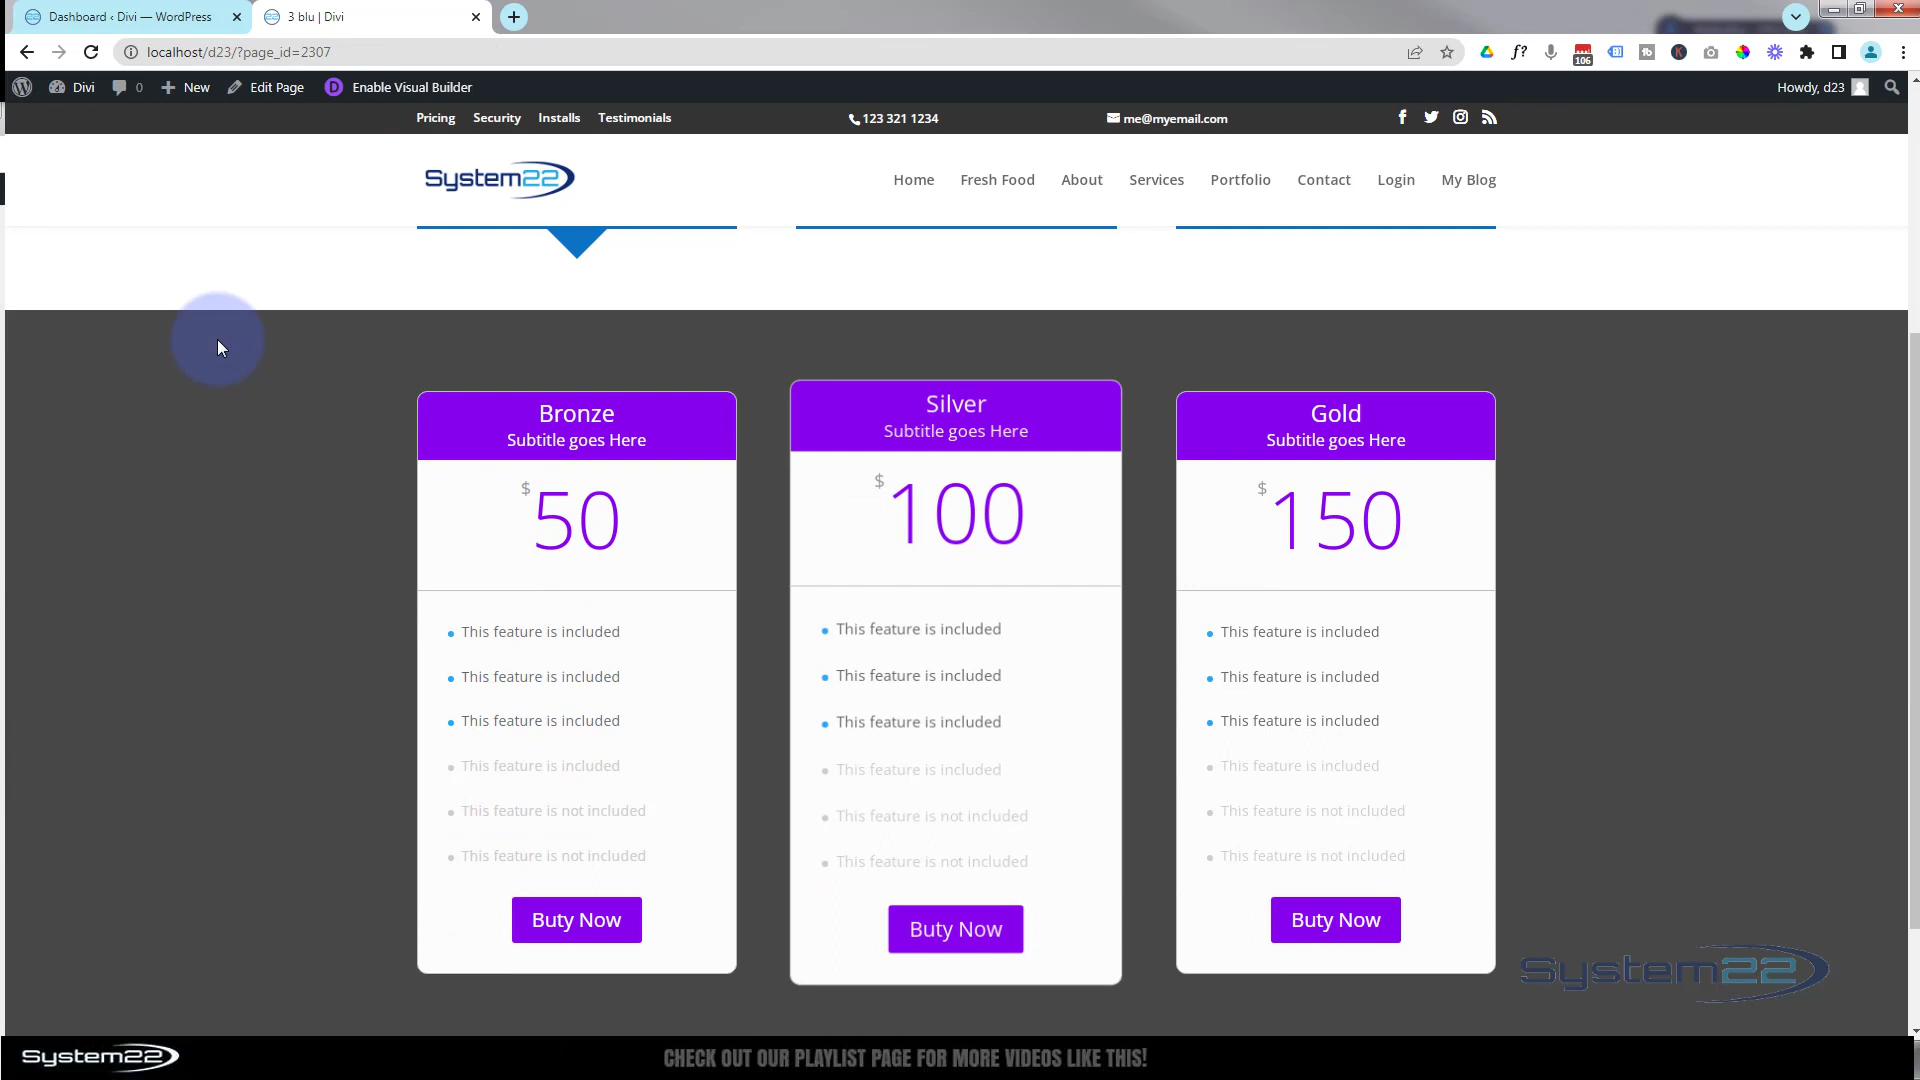 Dashboard ‹ Divi — WordPress
3 blu | Divi
localhost/d23/?page_id=2307
106
Divi
0
New
Edit Page
Enable Visual Builder
Howdy, d23
Pricing
Security
Installs
Testimonials
123 321 1234
me@myemail.com
System22
Home
Fresh Food
About
Services
Portfolio
Contact
Login
My Blog
Bronze
Subtitle goes Here
$50
This feature is included
This feature is included
This feature is included
This feature is included
This feature is not included
This feature is not included
Buty Now
Silver
Subtitle goes Here
$100
This feature is included
This feature is included
This feature is included
This feature is included
This feature is not included
This feature is not included
Buty Now
Gold
Subtitle goes Here
$150
This feature is included
This feature is included
This feature is included
This feature is included
This feature is not included
This feature is not included
Buty Now
System22
System22
CHECK OUT OUR PLAYLIST PAGE FOR MORE VIDEOS LIKE THIS!